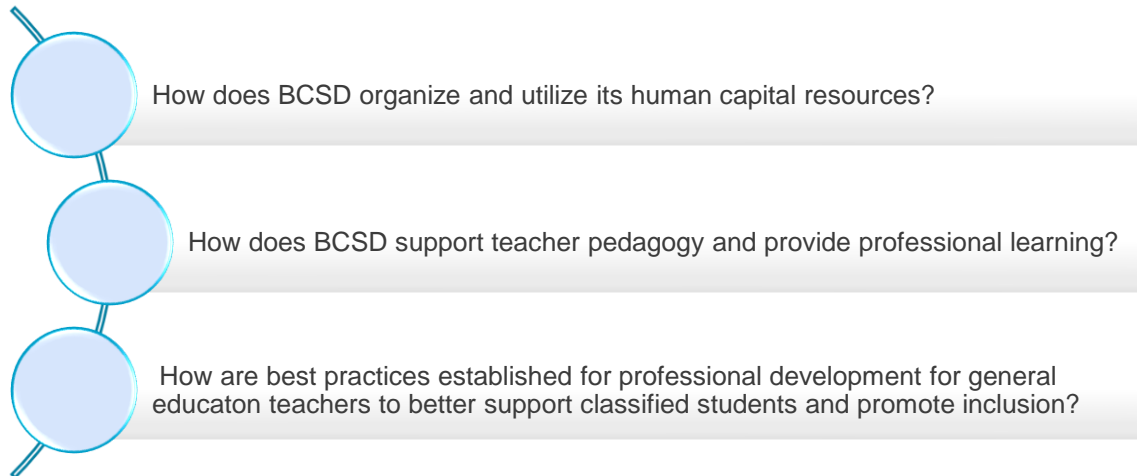 How does BCSD organize and utilize its human capital resources?
How does BCSD support teacher pedagogy and provide professional learning?
How are best practices established for professional development for general
educaton teachers to better support classified students and promote inclusion?